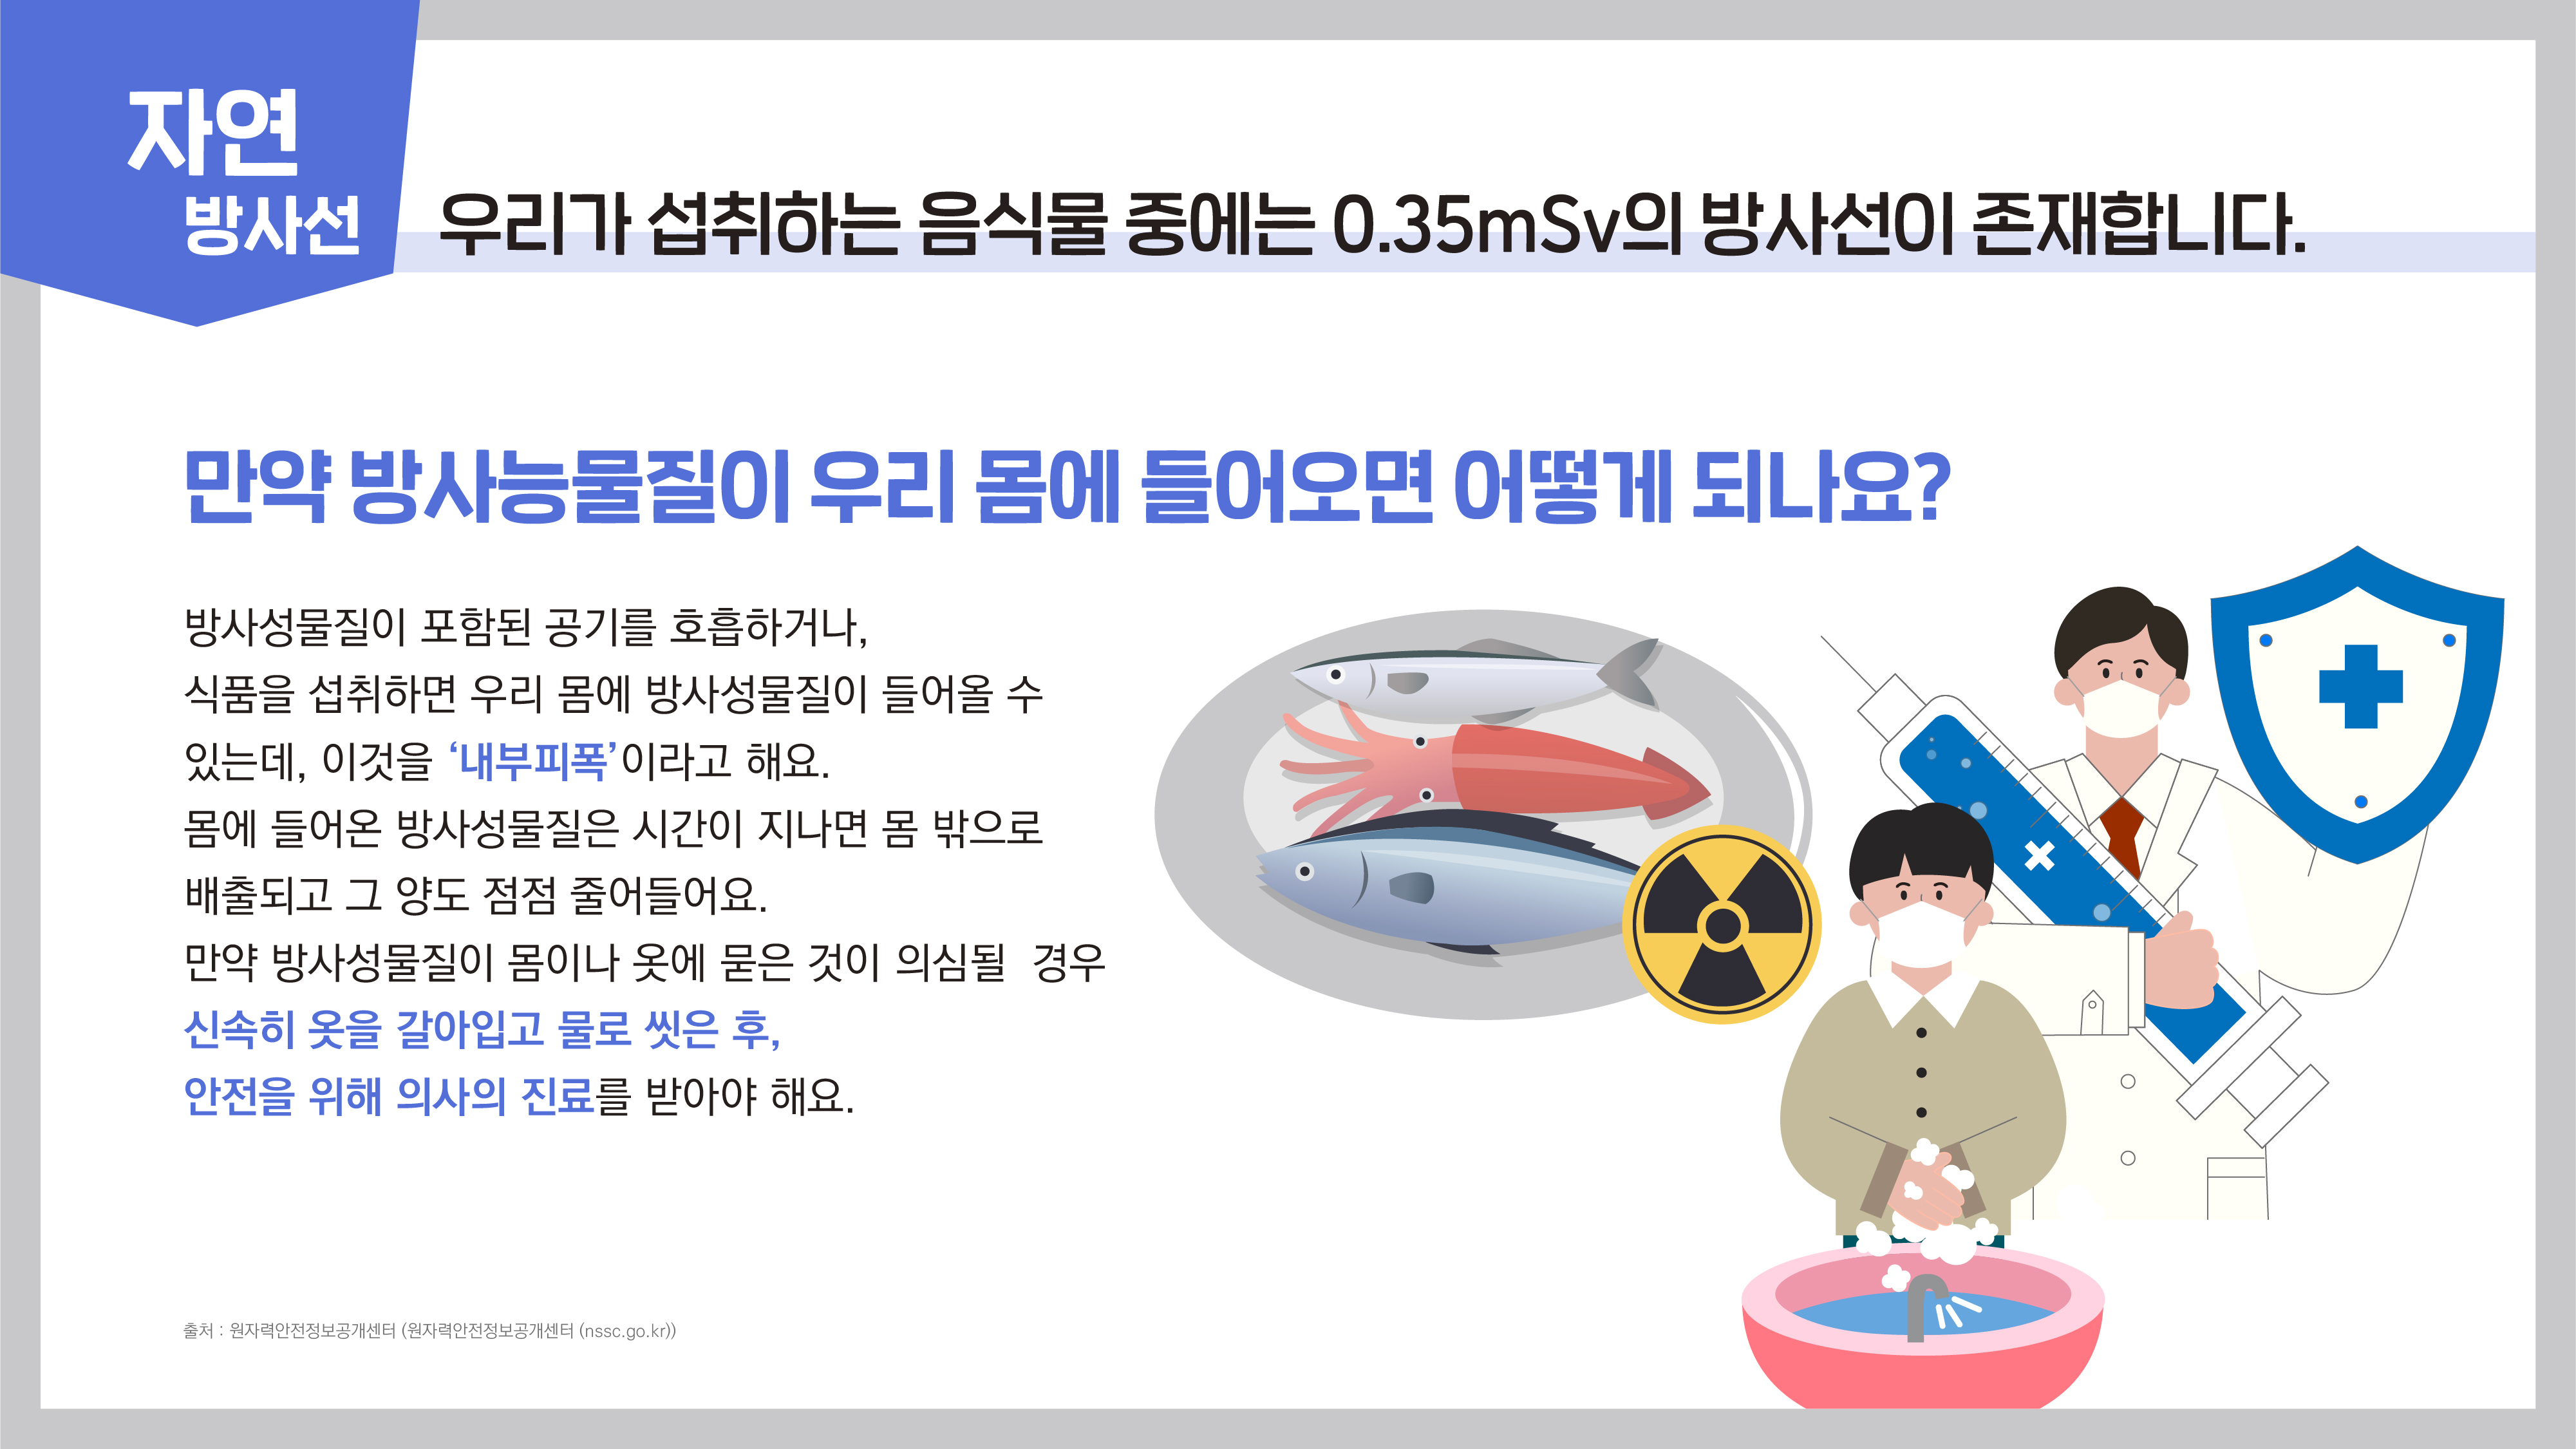 자연
방사선
우리가 섭취하는 음식물 중에는 0.35mSv의 방사선이 존재합니다.
만약 방사능물질이 우리 몸에 들어오면 어떻게 되나요?
방사성물질이 포함된 공기를 호흡하거나,
식품을 섭취하면 우리 몸에 방사성물질이 들어올 수
있는데, 이것을 ‘내부피폭’이라고 해요.
몸에 들어온 방사성물질은 시간이 지나면 몸 밖으로
배출되고 그 양도 점점 줄어들어요.
만약 방사성물질이 몸이나 옷에 묻은 것이 의심될 경우
신속히 옷을 갈아입고 물로 씻은 후,
안전을 위해 의사의 진료를 받아야 해요.
출처 : 원자력안전정보공개센터 (원자력안전정보공개센터 (nssc.go.kr))